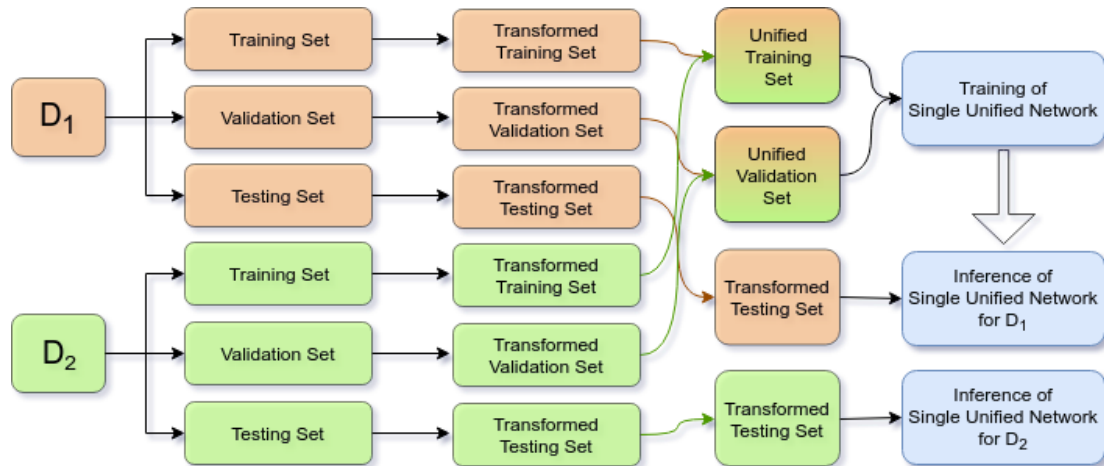 D1
Training Set
Validation Set
Testing Set
Transformed
Training Set
Transformed
Validation Set
Transformed
Testing Set
D2
Training Set
Validation Set
Testing Set
Transformed
Training Set
Transformed
Validation Set
Transformed
Testing Set
Unified
Training
Set
Unified
Validation
Set
Transformed
Testing Set
Transformed
Testing Set
Training of
Single Unified Network
Inference of
Single Unified Network
for D1
Inference of
Single Unified Network
for D2